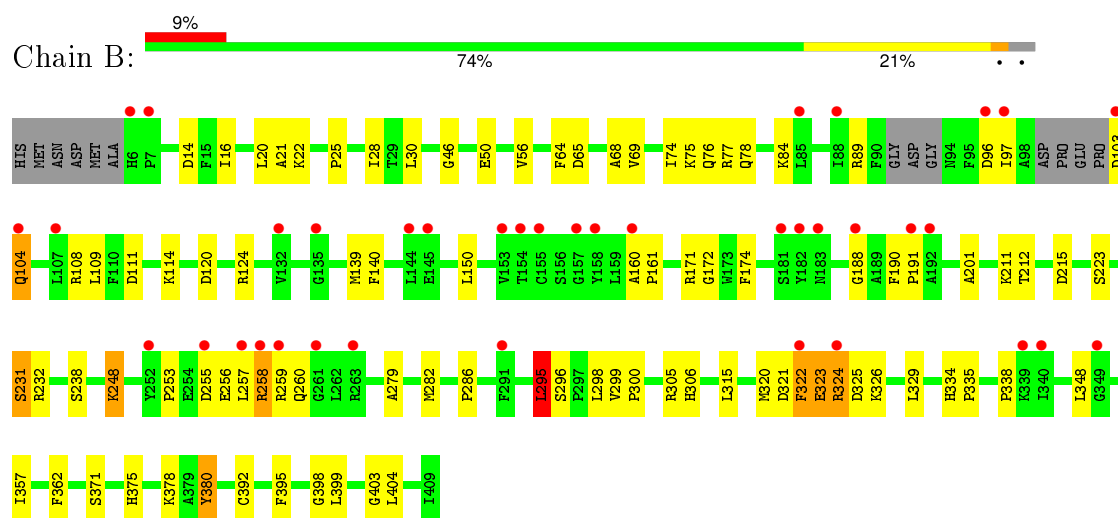 9%
Chain B:
74% 21% • •
HIS MET ASN ASP MET ALA H6 P7 D14 F15 I16 L20 A21 K22 P25 I28 T29 L30 G46 E50 V56 F64 D65 A68 V69 I74 K75 Q76 R77 Q78 K84 L85 I88 R89 F90 GLY ASP GLY N94 F95 D96 I97 A98 ASP PRO GLU PRO D103
Q104 L107 R108 L109 F110 D111 K114 D120 R124 V132 G135 M139 F140 L144 E145 L150 V153 T154 C155 S156 G157 Y158 L159 A160 P161 R171 G172 W173 F174 S181 Y182 N183 G188 A189 F190 P191 A192 A201 K211 T212 D215 S223
S231 R232 S238 K248 Y252 P253 E254 D255 E256 L257 R258 R259 Q260 G261 L262 R263 A279 M282 P286 F291 L295 S296 P297 L298 V299 P300 R305 H306 L315 M320 D321 F322 E323 R324 D325 K326 L329 H334 P335 P338 K339 I340 L348 G349
I357 F362 S371 H375 K378 A379 Y380 C392 F395 G398 L399 G403 L404 I409